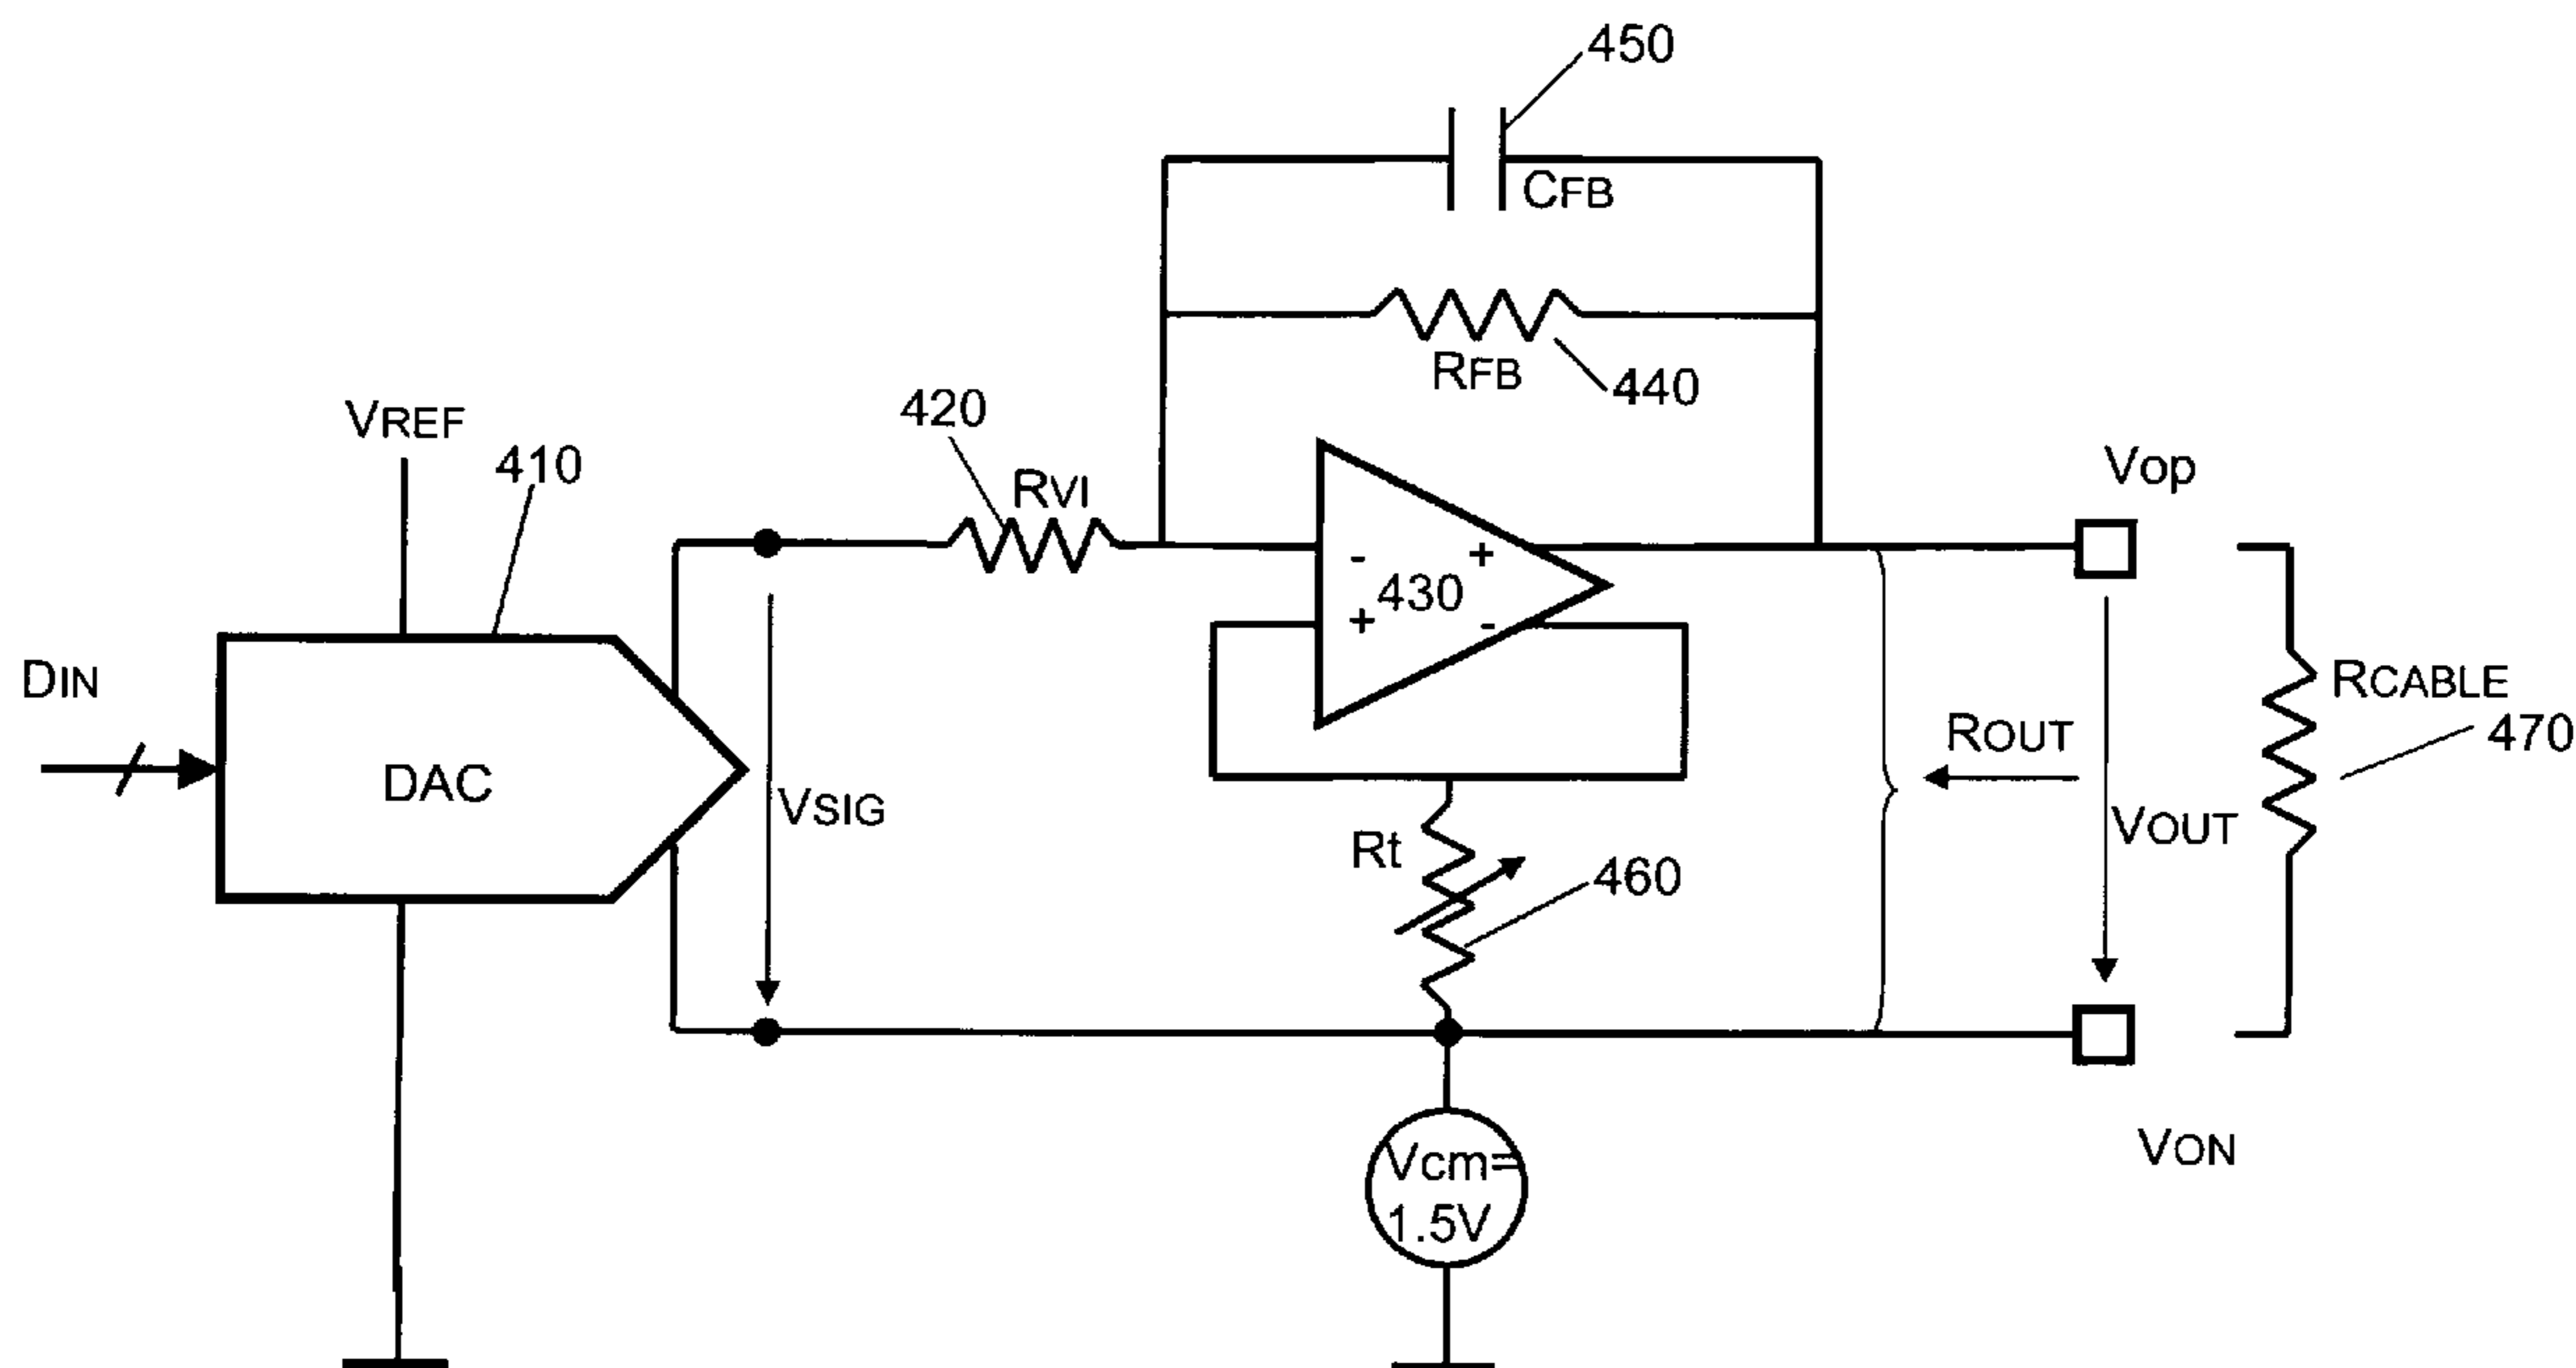 450
CFB
RFB
440
VREF
410
420
RVI
Vop
- +
430
+ -
DIN
DAC
VSIG
Rt
460
ROUT
VOUT
RCABLE
470
Vcm=
1.5V
VON